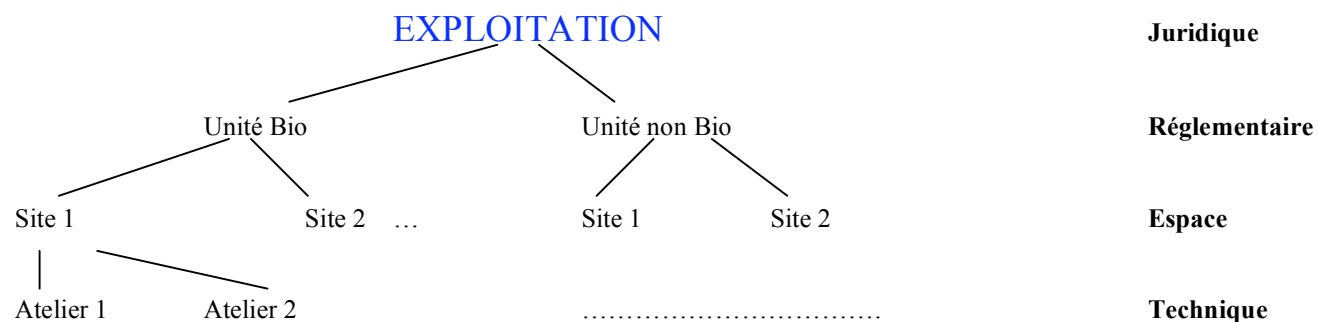 EXPLOITATION Juridique
Unité Bio Unité non Bio Réglementaire
Site 1 Site 2 … Site 1 Site 2 Espace
Atelier 1 Atelier 2 …………………………… Technique